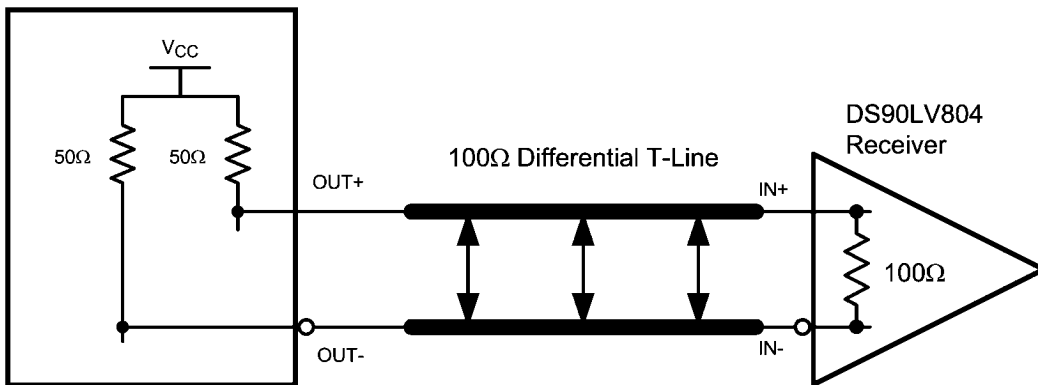 VCC
50Ω
50Ω
OUT+
OUT-
100Ω Differential T-Line
IN+
IN-
DS90LV804
Receiver
100Ω